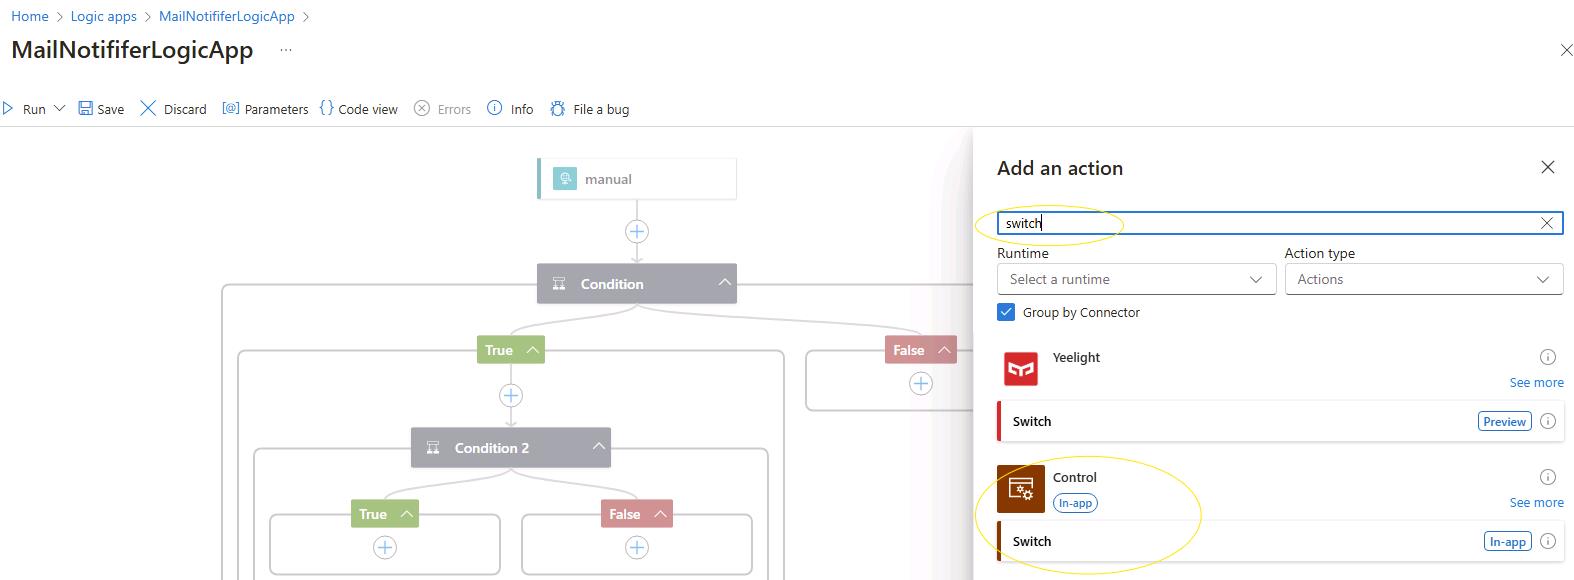 Home > Logic apps > MailNotififerLogicApp >
MailNotififerLogicApp ...
Run Save Discard [@] Parameters {} Code view Errors Info File a bug
manual
Condition
True
False
Condition 2
True
False
Add an action
switch
Runtime
Action type
Select a runtime
Actions
Group by Connector
Yeelight
See more
Switch
Preview
Control
In-app
See more
Switch
In-app